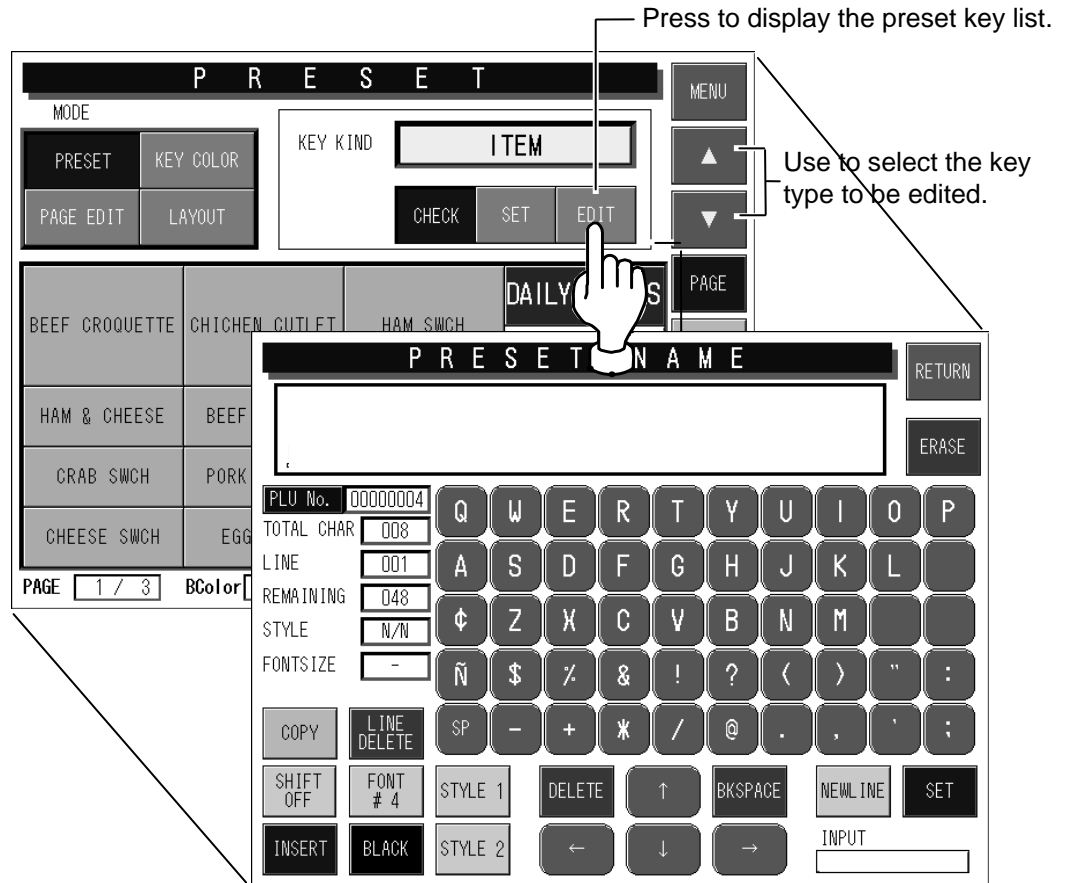 Press to display the preset key list.
PRESET
MENU
MODE
PRESET
KEY COLOR
PAGE EDIT
LAYOUT
KEY KIND
ITEM
CHECK
SET
EDIT
▲
▼
Use to select the key
type to be edited.
PAGE
DAILY
S
BEEF CROQUETTE
CHICHEN CUTLET
HAM SWCH
HAM & CHEESE
BEEF
CRAB SWCH
PORK
CHEESE SWCH
EGG
PAGE 1 / 3 BColor
PRESET NAME
RETURN
ERASE
PLU No. 00000004
TOTAL CHAR 008
LINE 001
REMAINING 048
STYLE N/N
FONTSIZE -
Q W E R T Y U I O P
A S D F G H J K L
¢ Z X C V B N M
Ñ $ % & ! ? < > " :
SP - + * / @ . , ' ;
COPY
LINE
DELETE
SHIFT
OFF
FONT
# 4
STYLE 1
DELETE
↑
BKSPACE
NEWLINE
SET
INSERT
BLACK
STYLE 2
←
↓
→
INPUT